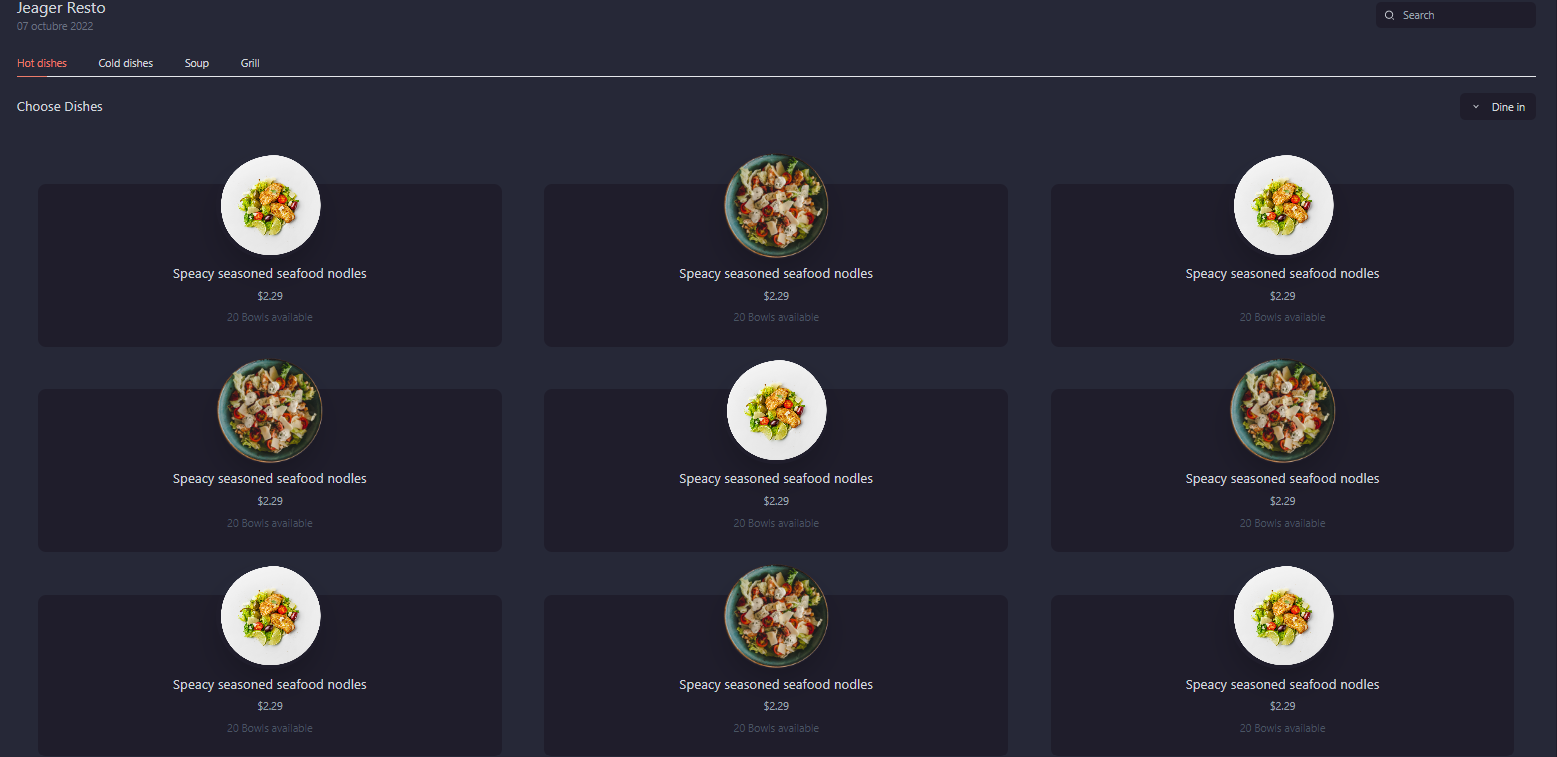 Jeager Resto
07 octubre 2022
Search
Hot dishes Cold dishes Soup Grill
Choose Dishes
Dine in
Speacy seasoned seafood nodles
$2.29
20 Bowls available
Speacy seasoned seafood nodles
$2.29
20 Bowls available
Speacy seasoned seafood nodles
$2.29
20 Bowls available
Speacy seasoned seafood nodles
$2.29
20 Bowls available
Speacy seasoned seafood nodles
$2.29
20 Bowls available
Speacy seasoned seafood nodles
$2.29
20 Bowls available
Speacy seasoned seafood nodles
$2.29
20 Bowls available
Speacy seasoned seafood nodles
$2.29
20 Bowls available
Speacy seasoned seafood nodles
$2.29
20 Bowls available